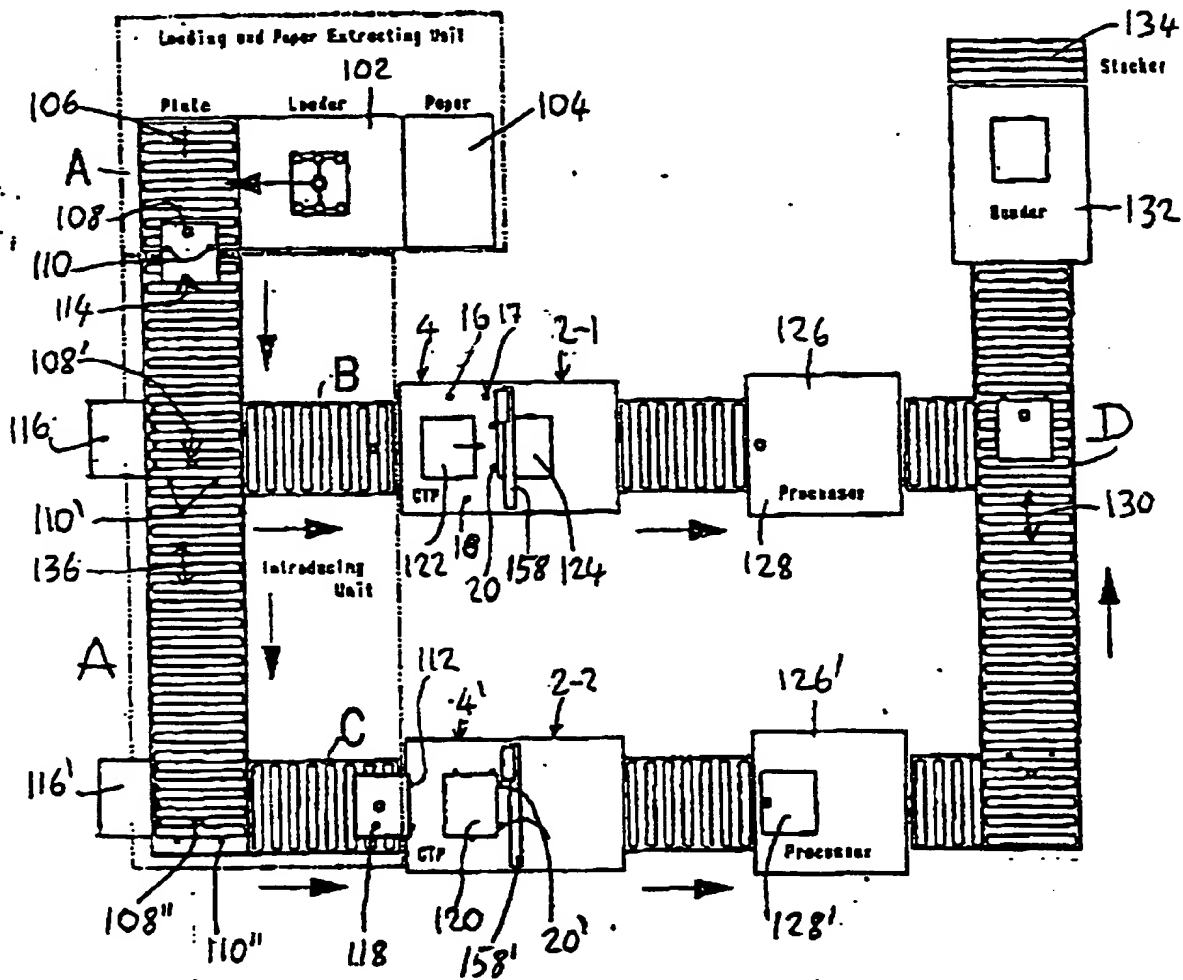 Loading and Paper Extracting Unit
102
134
Stacker
106
Plate
Loader
Paper
104
A
108
110
114
Bender
132
108'
B
4
16
17
2-1
126
116
D
110'
CTP
Processor
130
136
Introducing
Unit
122
18
20
158
124
128
A
112
4'
2-2
126'
C
116'
CTP
Processor
108"
110"
118
120
158'
20'
128'